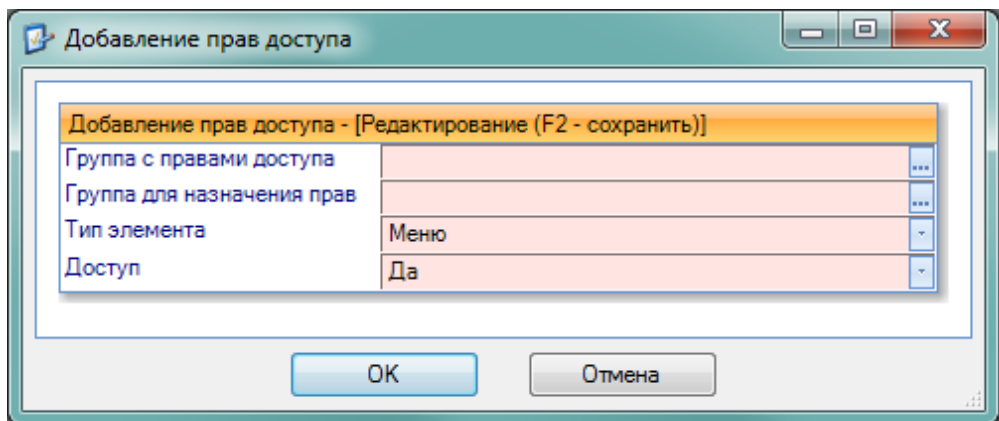 Добавление прав доступа
Добавление прав доступа - [Редактирование (F2 - сохранить)]
Группа с правами доступа ...
Группа для назначения прав ...
Тип элемента Меню
Доступ Да
OK Отмена